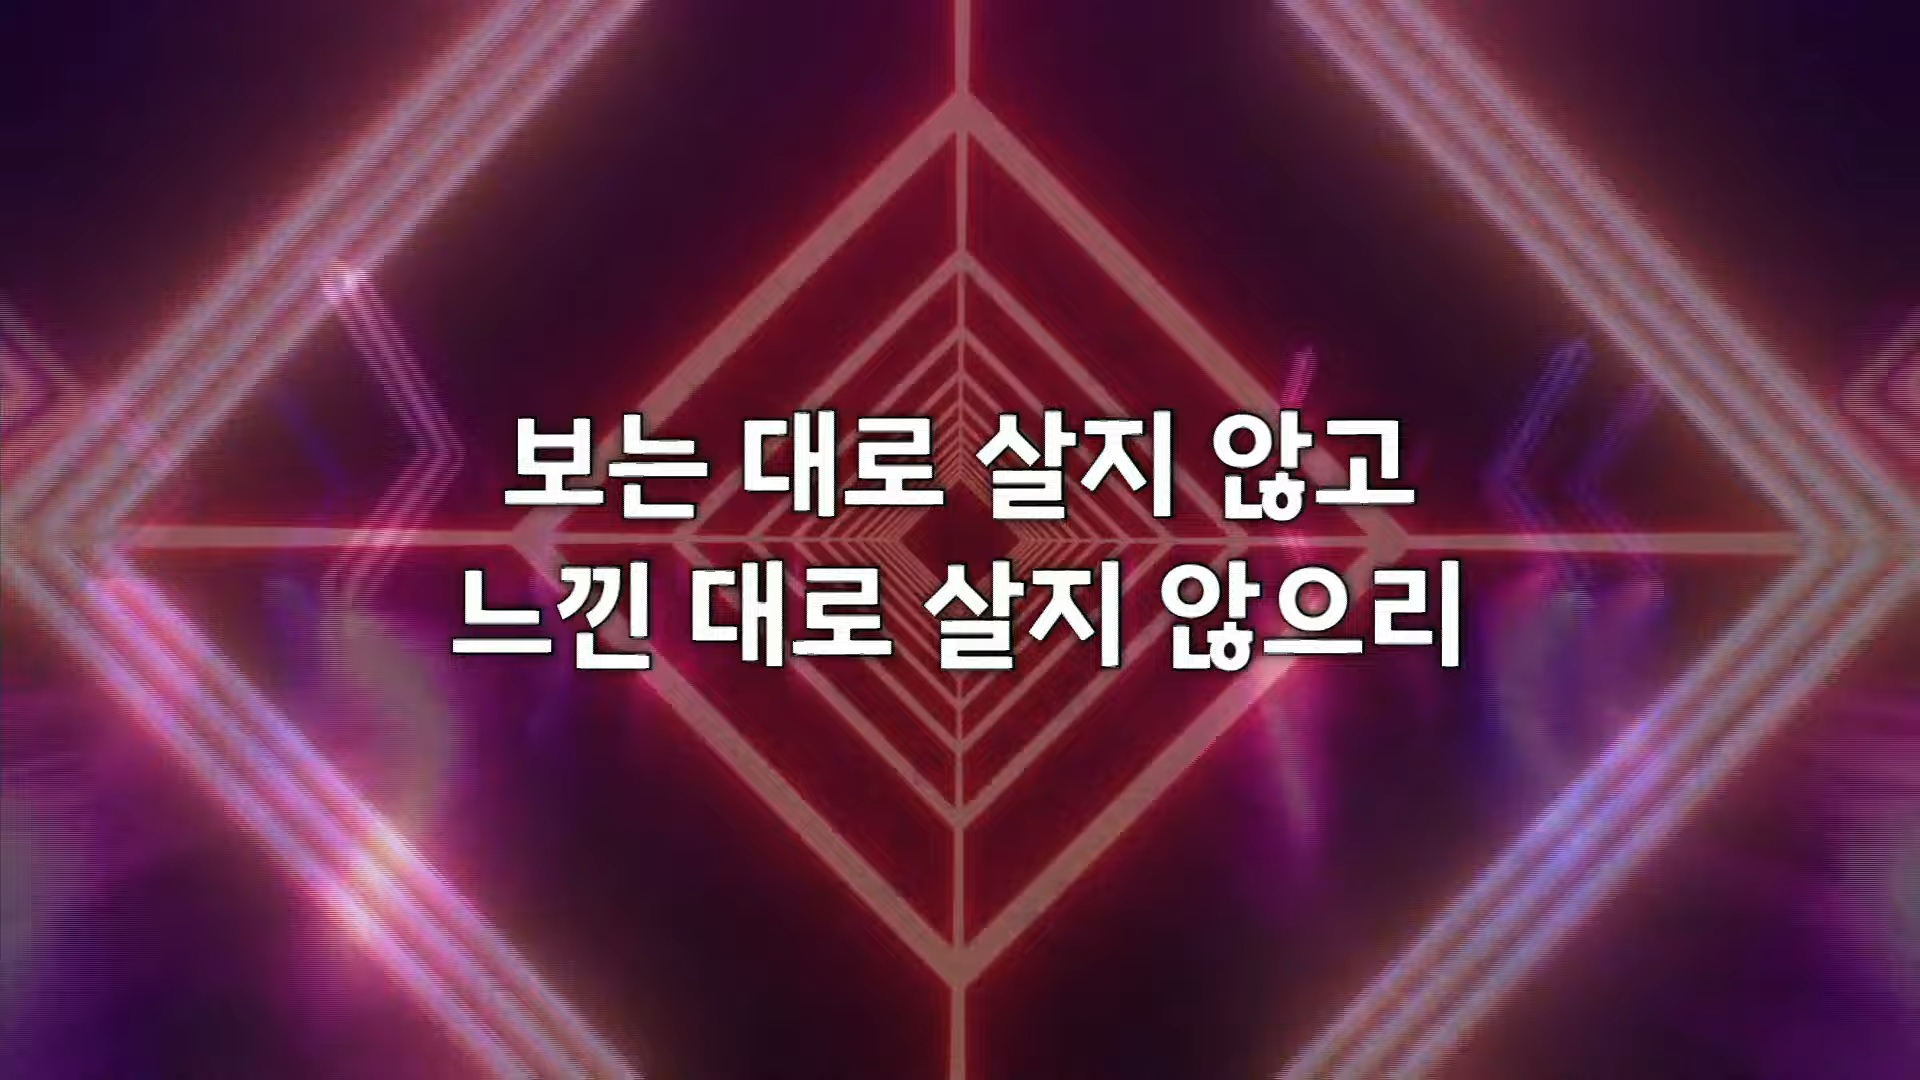 보는 대로 살지 않고
느낀 대로 살지 않으리